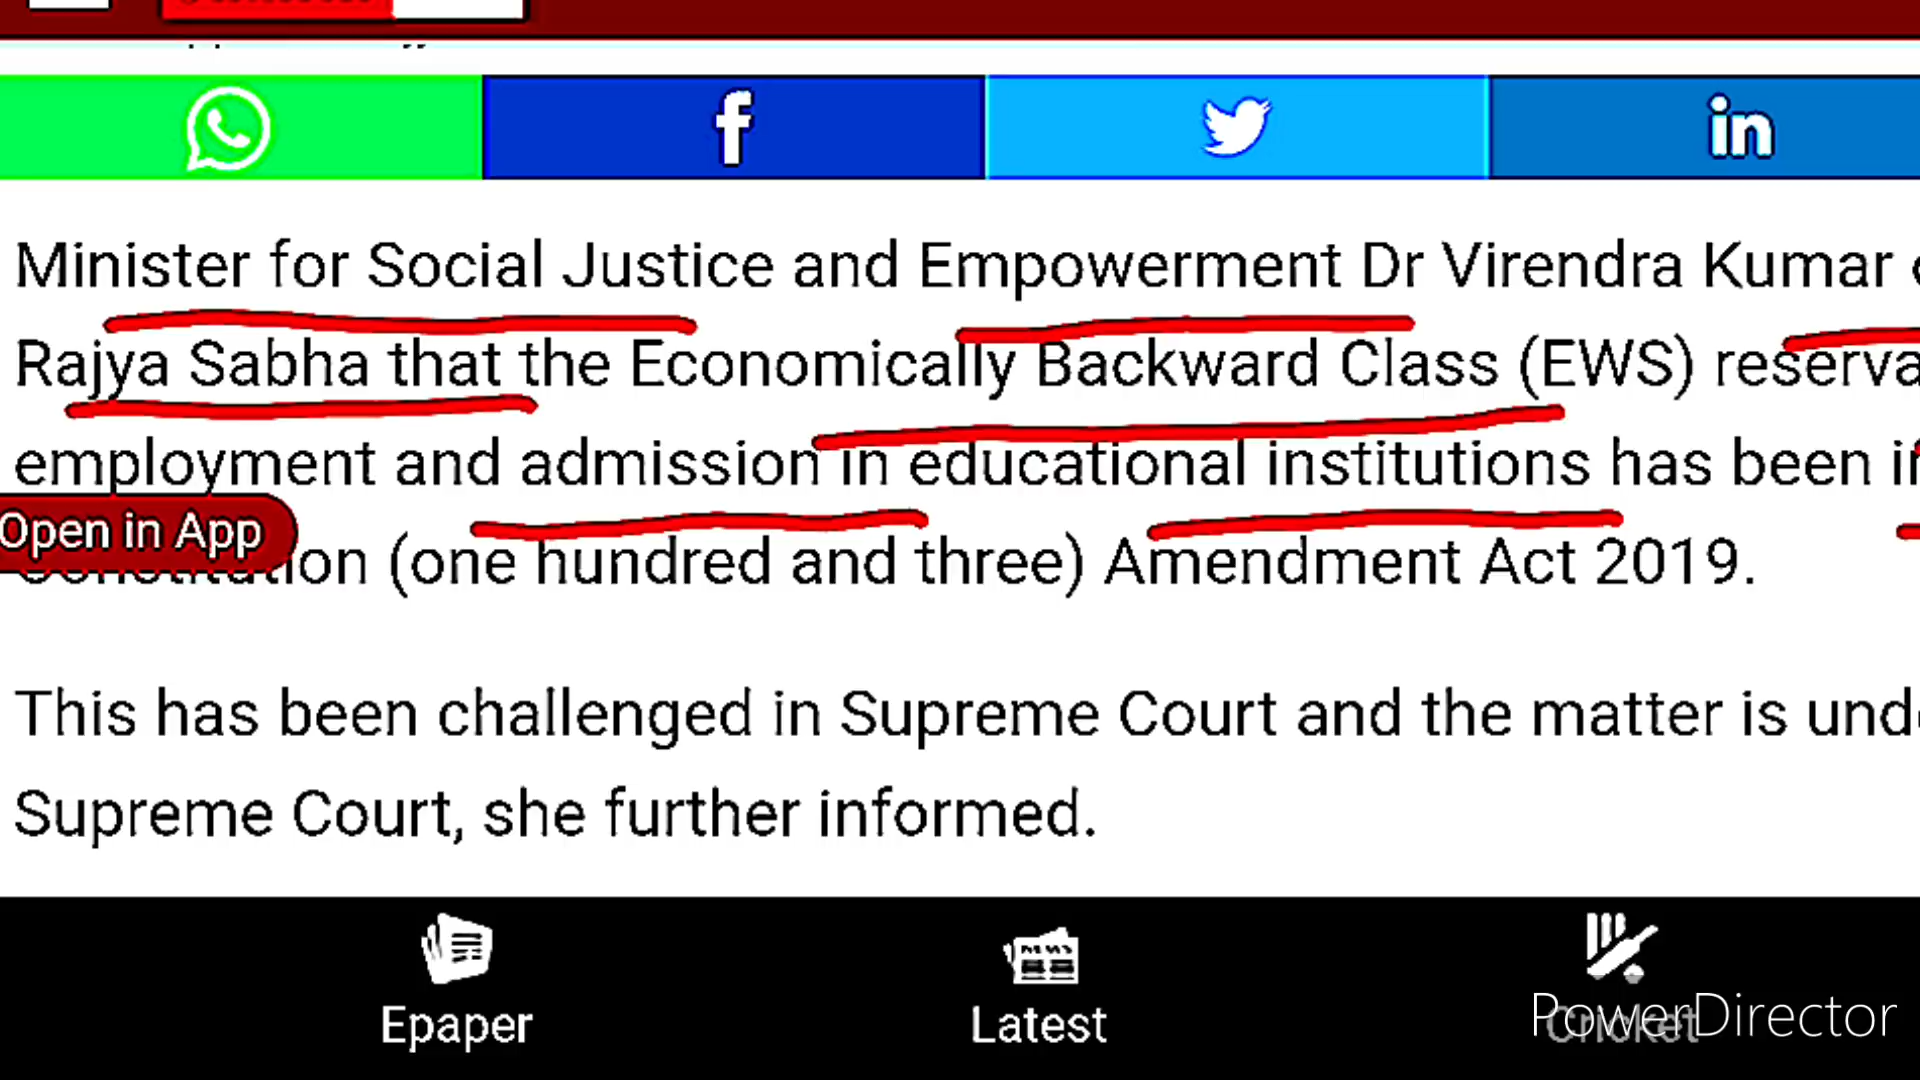 Minister for Social Justice and Empowerment Dr Virendra Kumar
Rajya Sabha that the Economically Backward Class (EWS) reserva
employment and admission in educational institutions has been
Open in App
(one hundred and three) Amendment Act 2019.
This has been challenged in Supreme Court and the matter is und
Supreme Court, she further informed.
Epaper
Latest
Cricket
PowerDirector